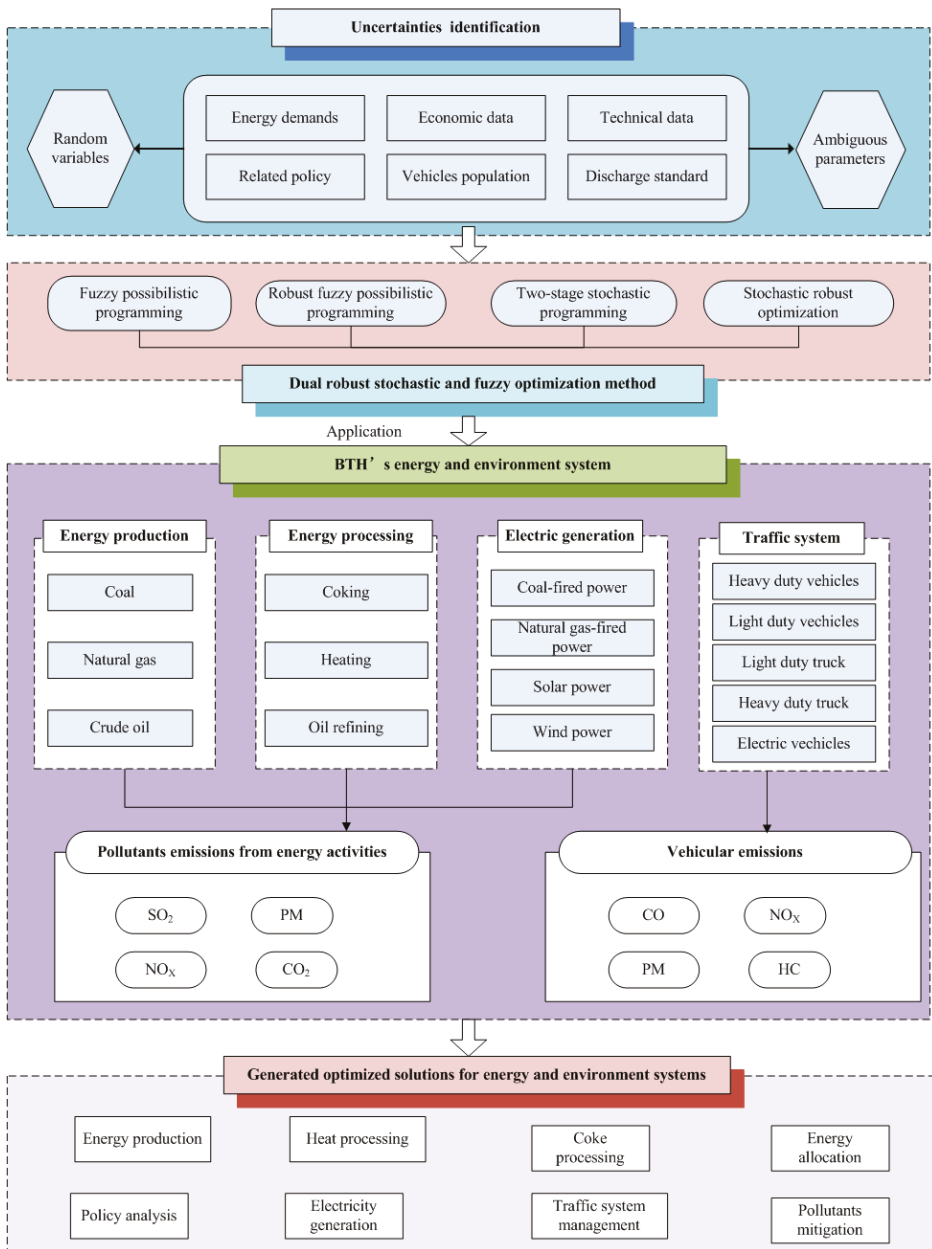 Uncertainties identification
Random
variables
Energy demands
Economic data
Technical data
Related policy
Vehicles population
Discharge standard
Ambiguous
parameters
Fuzzy possibilistic
programming
Robust fuzzy possibilistic
programming
Two-stage stochastic
programming
Stochastic robust
optimization
Dual robust stochastic and fuzzy optimization method
Application
BTH’s energy and environment system
Energy production
Coal
Natural gas
Crude oil
Energy processing
Coking
Heating
Oil refining
Electric generation
Coal-fired power
Natural gas-fired
power
Solar power
Wind power
Traffic system
Heavy duty vehicles
Light duty vechicles
Light duty truck
Heavy duty truck
Electric vechicles
Pollutants emissions from energy activities
SO₂
PM
NOX
CO₂
Vehicular emissions
CO
NOX
PM
HC
Generated optimized solutions for energy and environment systems
Energy production
Heat processing
Coke
processing
Energy
allocation
Policy analysis
Electricity
generation
Traffic system
management
Pollutants
mitigation